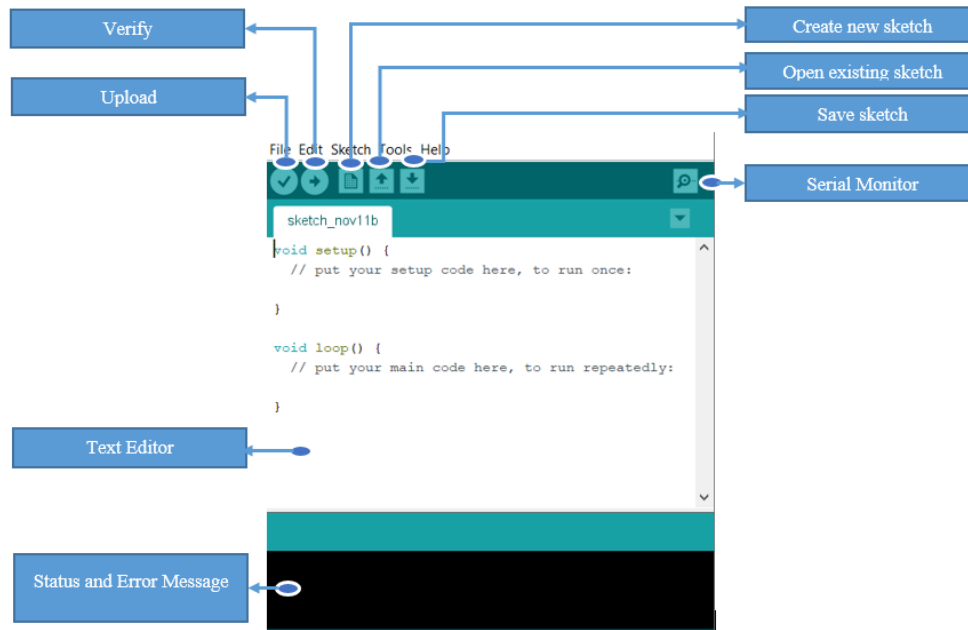 Verify
Create new sketch
Open existing sketch
Upload
Save sketch
File Edit Sketch Tools Help
Serial Monitor
sketch_nov11b
void setup() {
// put your setup code here, to run once:
}
void loop() {
// put your main code here, to run repeatedly:
}
Text Editor
Status and Error Message